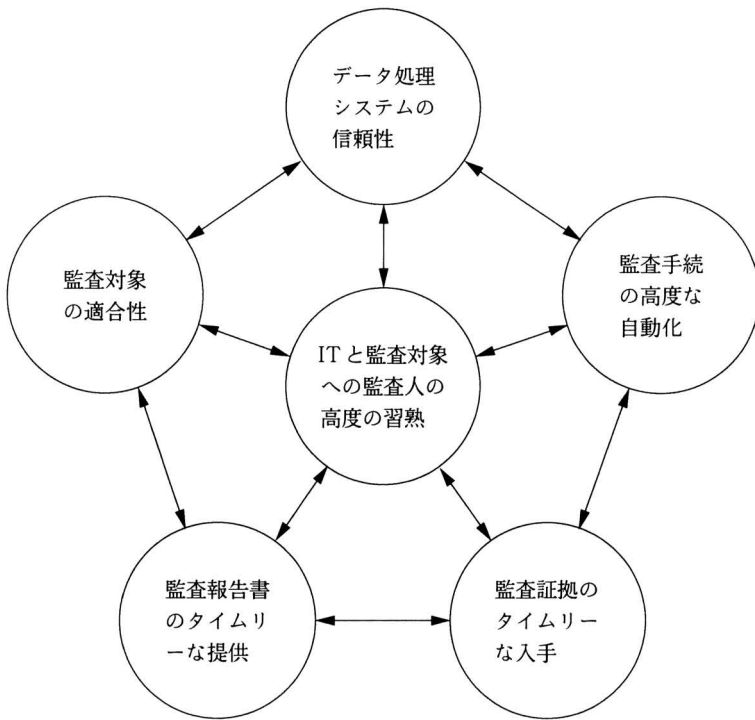 データ処理
システムの
信頼性
監査対象
の適合性
監査手続
の高度な
自動化
ITと監査対象
への監査人の
高度の習熟
監査報告書
のタイムリ
ーな提供
監査証拠の
タイムリー
な入手